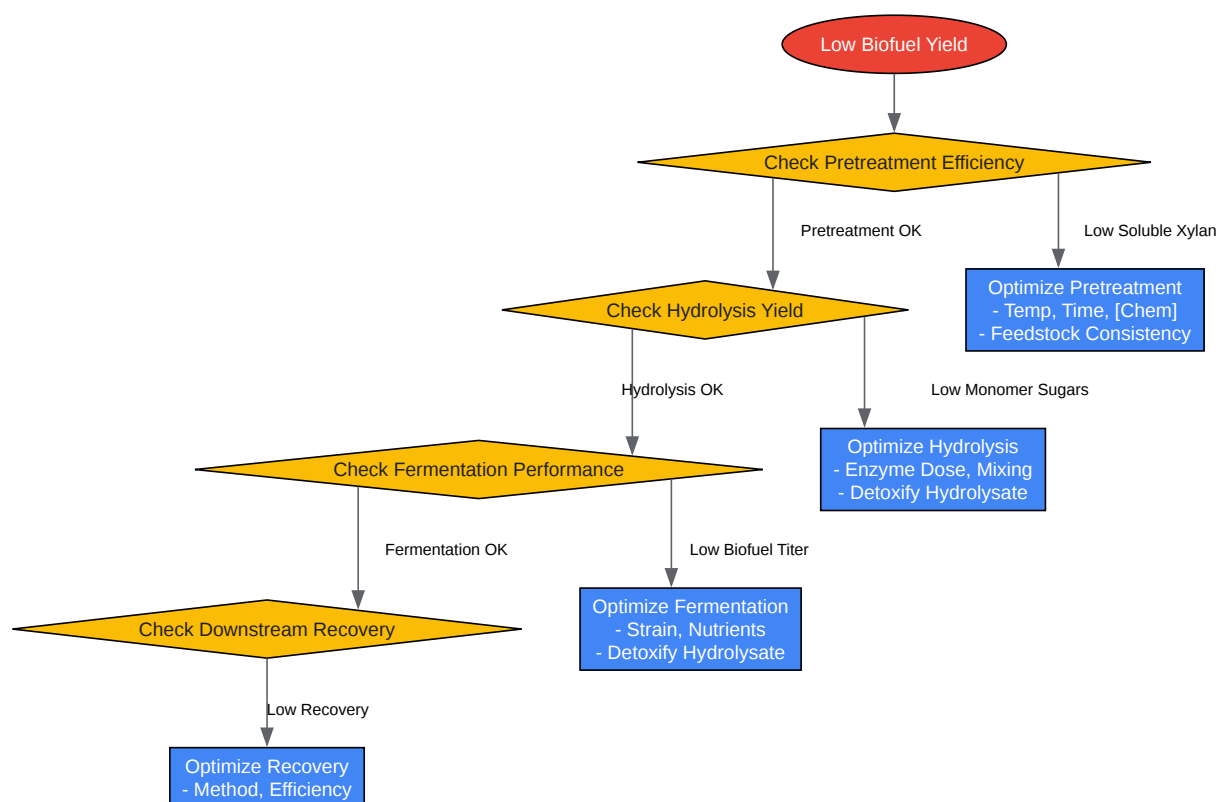 Low Biofuel Yield
Check Pretreatment Efficiency
Pretreatment OK
Low Soluble Xylan
Optimize Pretreatment
- Temp, Time, [Chem]
- Feedstock Consistency
Check Hydrolysis Yield
Hydrolysis OK
Low Monomer Sugars
Optimize Hydrolysis
- Enzyme Dose, Mixing
- Detoxify Hydrolysate
Check Fermentation Performance
Fermentation OK
Low Biofuel Titer
Optimize Fermentation
- Strain, Nutrients
- Detoxify Hydrolysate
Check Downstream Recovery
Low Recovery
Optimize Recovery
- Method, Efficiency